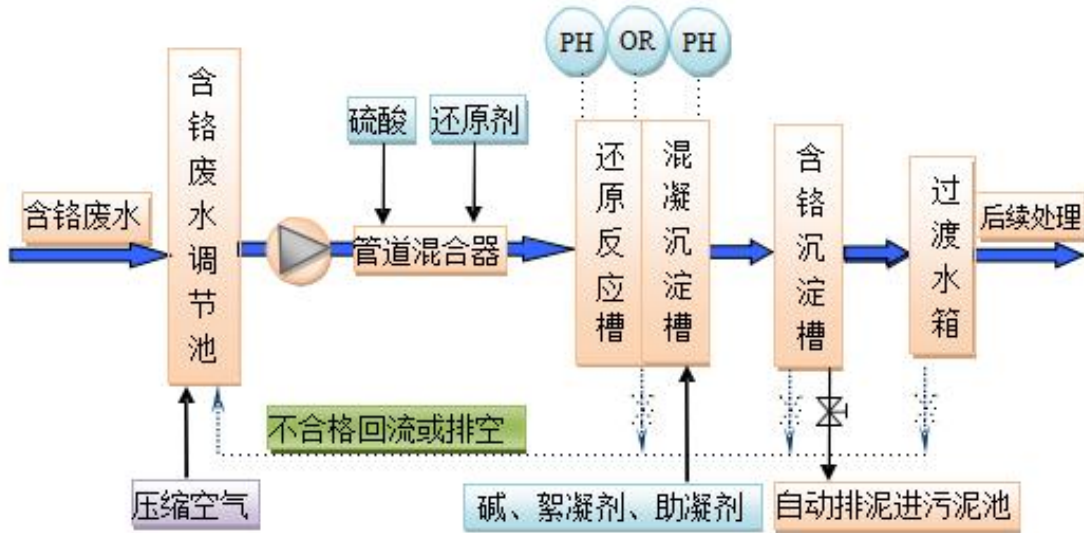 PH
OR
PH
硫酸
还原剂
含铬废水
含铬废水调节池
管道混合器
还原反应槽
混凝沉淀槽
含铬沉淀槽
过渡水箱
后续处理
不合格回流或排空
压缩空气
碱、絮凝剂、助凝剂
自动排泥进污泥池